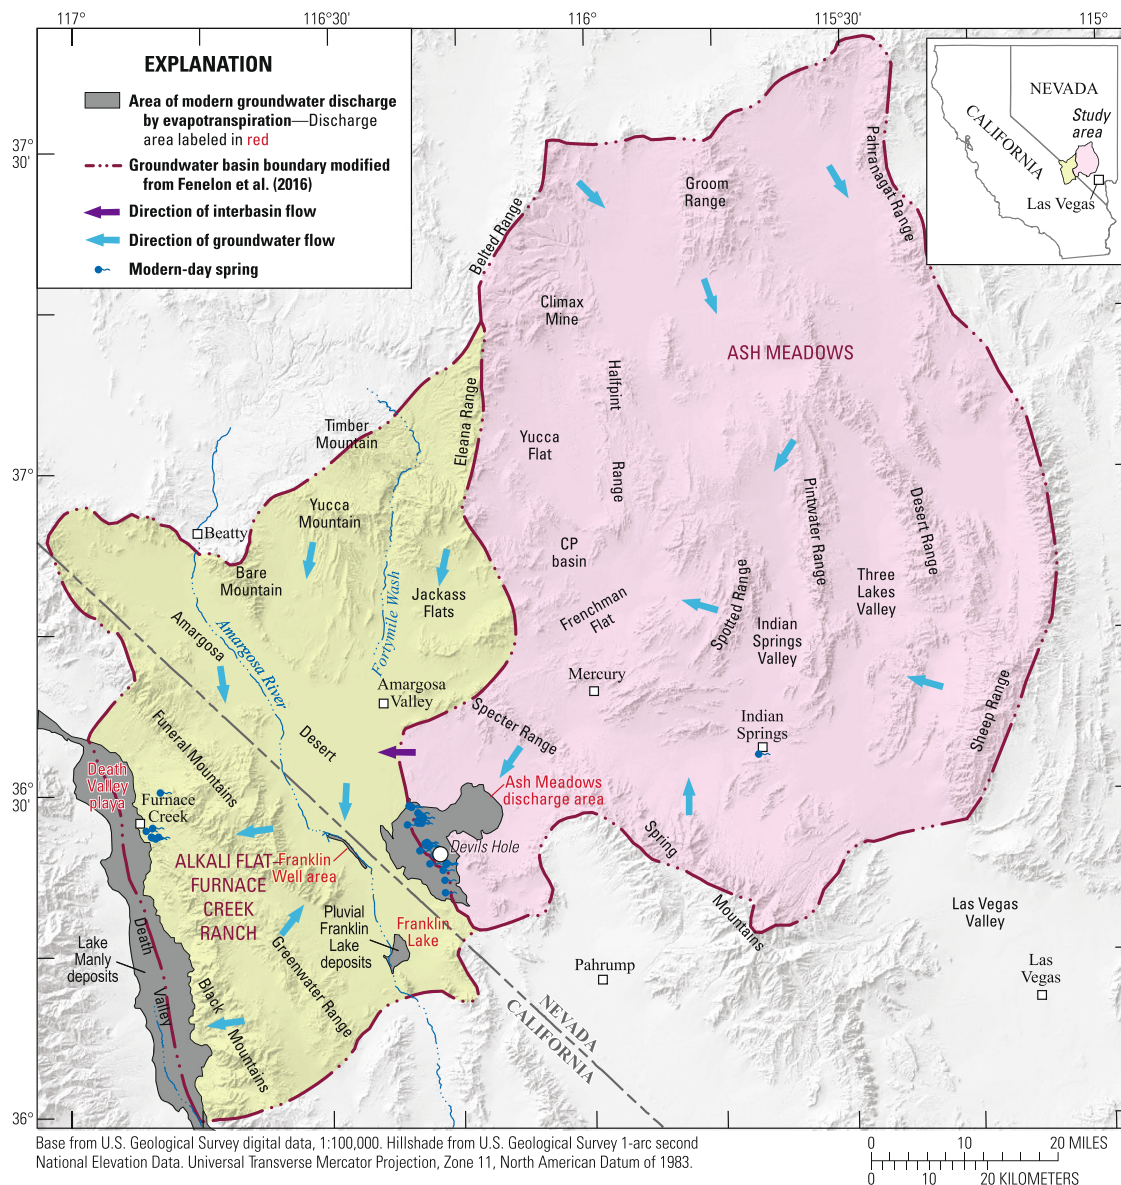 117°
116°30'
116°
115°30'
115°
EXPLANATION
Area of modern groundwater discharge
by evapotranspiration—Discharge
area labeled in red
Groundwater basin boundary modified
from Fenelon et al. (2016)
Direction of interbasin flow
Direction of groundwater flow
Modern-day spring
NEVADA
CALIFORNIA
Study
area
Las Vegas
37°
30'
37°
36°
30'
36°
Pahranagat Range
Groom
Range
Belted Range
Climax
Mine
ASH MEADOWS
Halfpint
Range
Eleana Range
Timber
Mountain
Yucca
Flat
Yucca
Mountain
Pintwater Range
Desert Range
Beatty
CP
basin
Bare
Mountain
Jackass
Flats
Fortymile Wash
Frenchman
Flat
Spotted Range
Three
Lakes
Valley
Indian
Springs
Valley
Amargosa
Desert
Amargosa River
Amargosa
Valley
Mercury
Specter Range
Indian
Springs
Sheep Range
Funeral Mountains
Death
Valley
playa
Furnace
Creek
Ash Meadows
discharge area
Devils Hole
Spring
Mountains
ALKALI FLAT–
FURNACE
CREEK
RANCH
Franklin
Well area
Pluvial
Franklin
Lake
deposits
Franklin
Lake
Las Vegas
Valley
Lake
Manly
deposits
Death
Valley
Greenwater Range
Black
Mountains
Pahrump
Las
Vegas
NEVADA
CALIFORNIA
Base from U.S. Geological Survey digital data, 1:100,000. Hillshade from U.S. Geological Survey 1-arc second
National Elevation Data. Universal Transverse Mercator Projection, Zone 11, North American Datum of 1983.
0 10 20 MILES
0 10 20 KILOMETERS